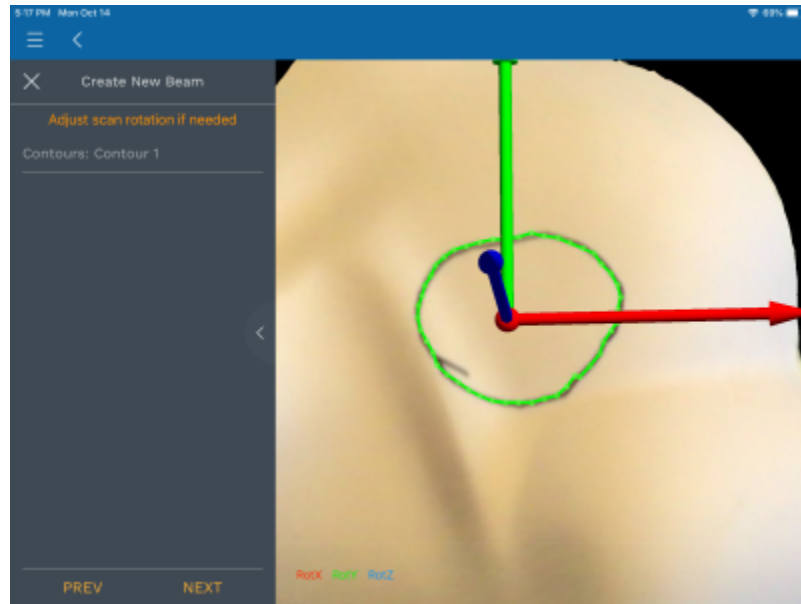 5:17 PM Mon Oct 14
69%
Create New Beam
Adjust scan rotation if needed
Contours: Contour 1
RotX RotY RotZ
PREV NEXT